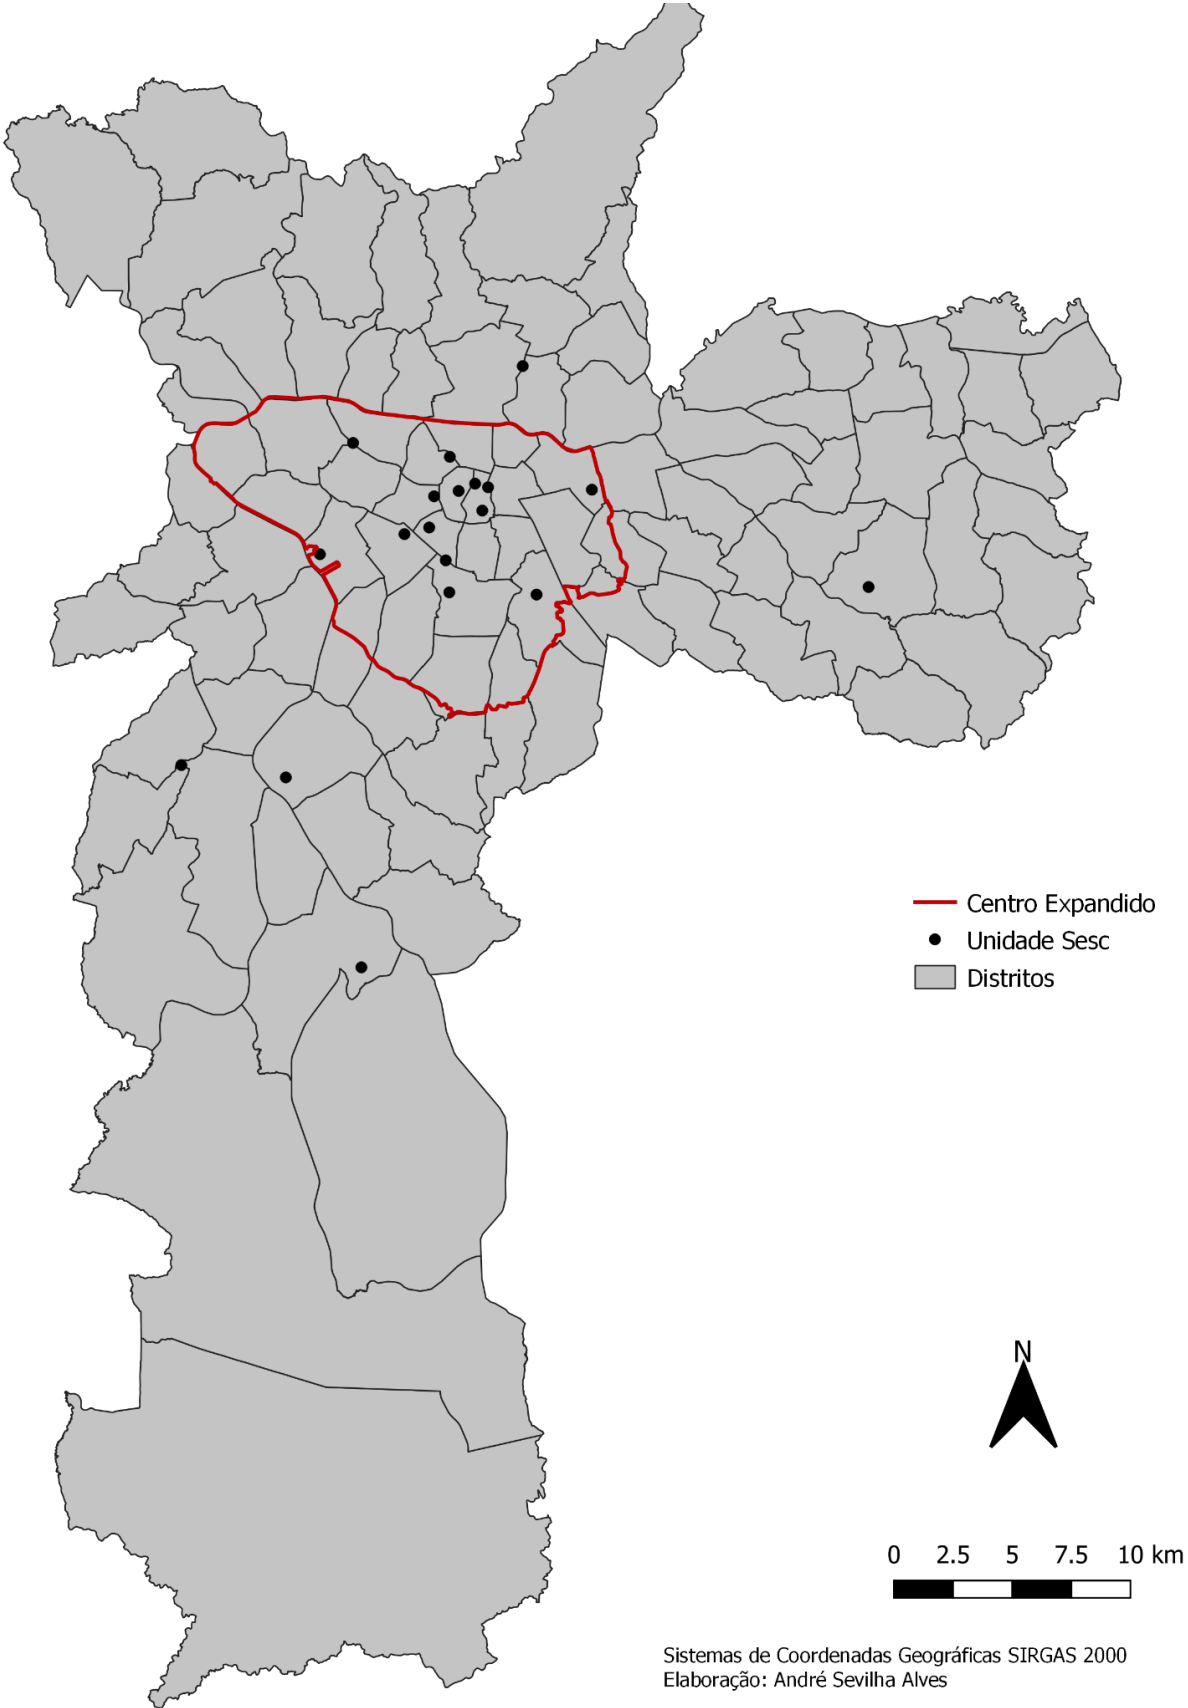 Centro Expandido
Unidade Sesc
Distritos
N
0 2.5 5 7.5 10 km
Sistemas de Coordenadas Geográficas SIRGAS 2000
Elaboração: André Sevilha Alves